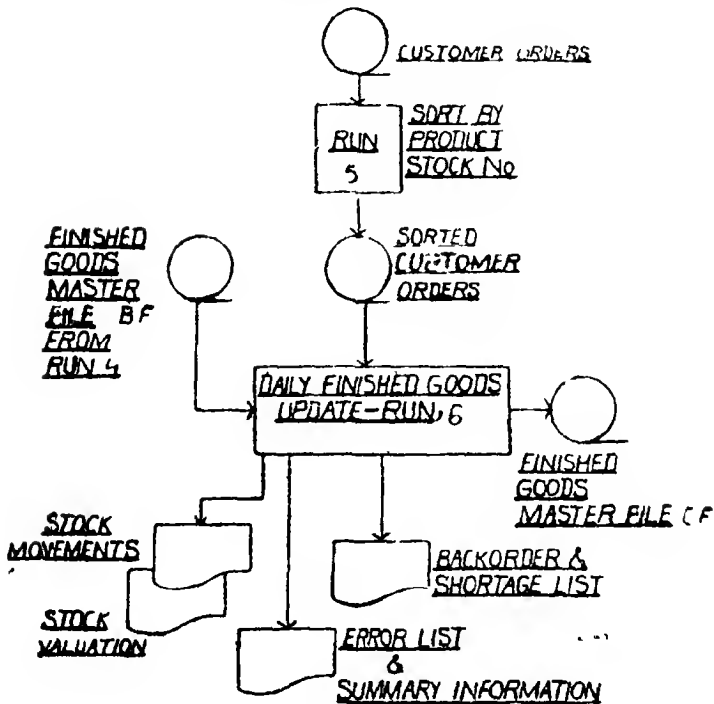 CUSTOMER ORDERS
RUN
5
SORT BY
PRODUCT
STOCK No
FINISHED
GOODS
MASTER
FILE BF
FROM
RUN 4
SORTED
CUSTOMER
ORDERS
DAILY FINISHED GOODS
UPDATE-RUN, 6
FINISHED
GOODS
MASTER FILE CF
STOCK
MOVEMENTS
STOCK
VALUATION
BACKORDER &
SHORTAGE LIST
ERROR LIST
&
SUMMARY INFORMATION